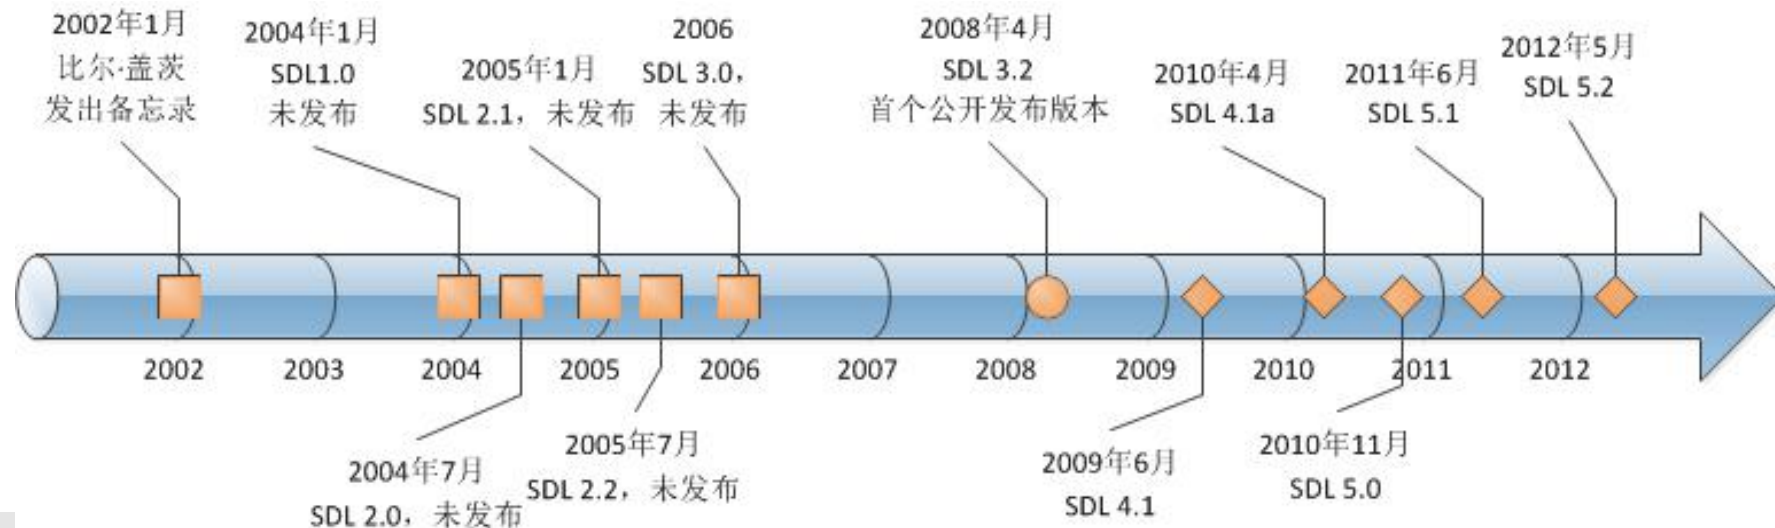 2002年1月
比尔·盖茨
发出备忘录
2004年1月
SDL1.0
未发布
2005年1月
SDL 2.1，未发布
2006
SDL 3.0，
未发布
2008年4月
SDL 3.2
首个公开发布版本
2010年4月
SDL 4.1a
2011年6月
SDL 5.1
2012年5月
SDL 5.2
2002 2003 2004 2005 2006 2007 2008 2009 2010 2011 2012
2004年7月
SDL 2.0，未发布
2005年7月
SDL 2.2，未发布
2009年6月
SDL 4.1
2010年11月
SDL 5.0